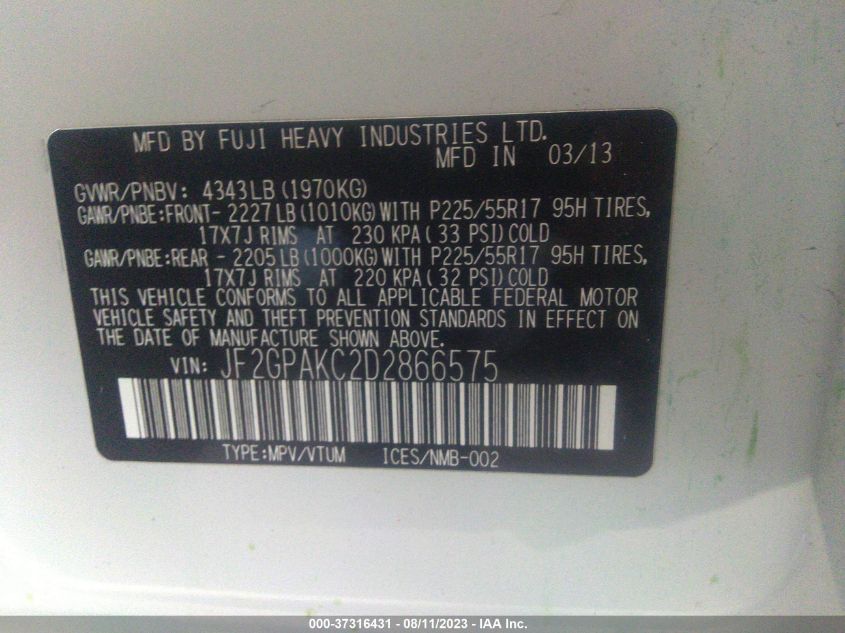 MFD BY FUJI HEAVY INDUSTRIES LTD.
MFD IN 03/13
GVWR/PNBV: 4343LB (1970KG)
GAWR/PNBE:FRONT- 2227 LB (1010KG) WITH P225/55R17 95H TIRES,
17X7J RIMS AT 230 KPA ( 33 PSI) COLD
GAWR/PNBE:REAR - 2205 LB (1000KG) WITH P225/55R17 95H TIRES,
17X7J RIMS AT 220 KPA ( 32 PSI) COLD
THIS VEHICLE CONFORMS TO ALL APPLICABLE FEDERAL MOTOR
VEHICLE SAFETY AND THEFT PREVENTION STANDARDS IN EFFECT ON
THE DATE OF MANUFACTURE SHOWN ABOVE.
VIN: JF2GPAKC2D2866575
TYPE:MPV/VTUM ICES/NMB-002
000-37316431 - 08/11/2023 - IAA Inc.